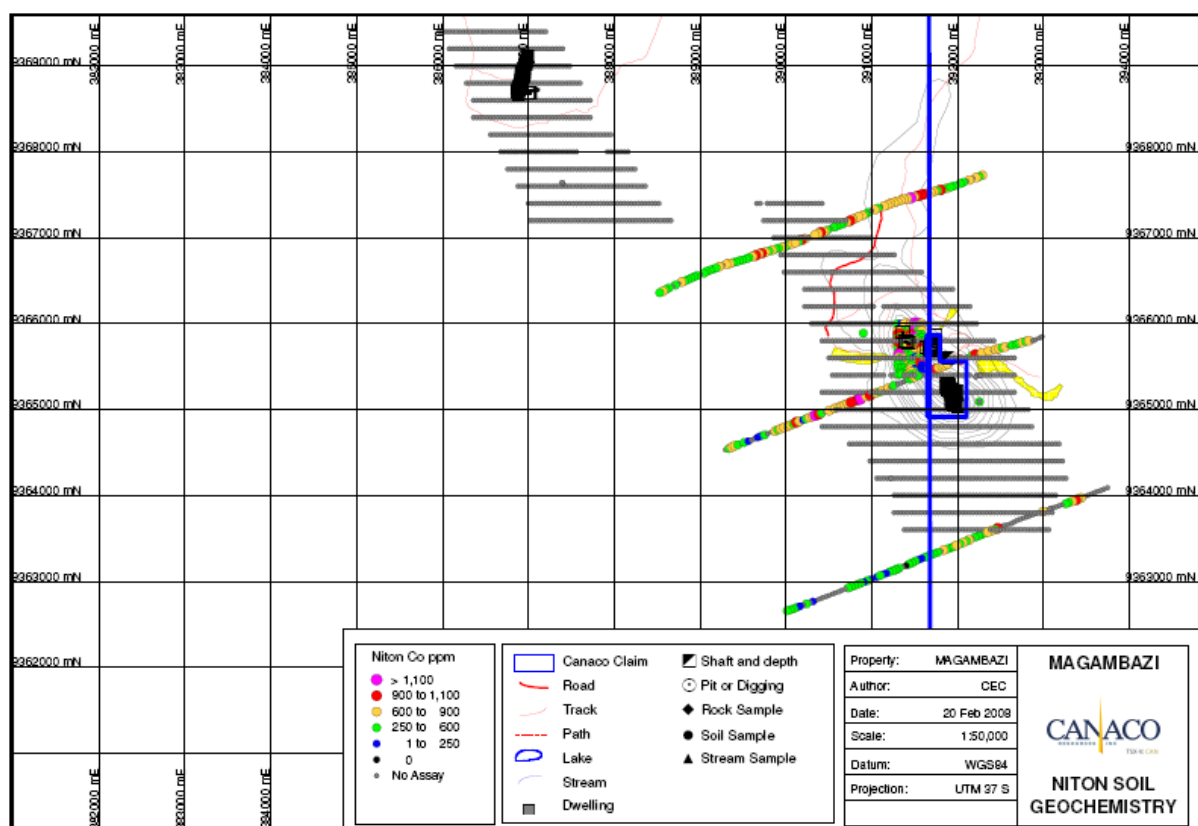 382000 mE
383000 mE
384000 mE
385000 mE
386000 mE
387000 mE
388000 mE
389000 mE
390000 mE
391000 mE
392000 mE
393000 mE
394000 mE
9369000 mN
9369000 mN
9368000 mN
9368000 mN
9367000 mN
9367000 mN
9366000 mN
9366000 mN
9365000 mN
9365000 mN
9364000 mN
9364000 mN
9363000 mN
9363000 mN
9362000 mN
382000 mE
383000 mE
384000 mE
Niton Co ppm
> 1,100
900 to 1,100
600 to 900
250 to 600
1 to 250
0
No Assay
Canaco Claim
Road
Track
Path
Lake
Stream
Dwelling
Shaft and depth
Pit or Digging
Rock Sample
Soil Sample
Stream Sample
Property: MAGAMBAZI
Author: CEC
Date: 20 Feb 2008
Scale: 1:50,000
Datum: WGS84
Projection: UTM 37 S
MAGAMBAZI
CANACO
NITON SOIL
GEOCHEMISTRY